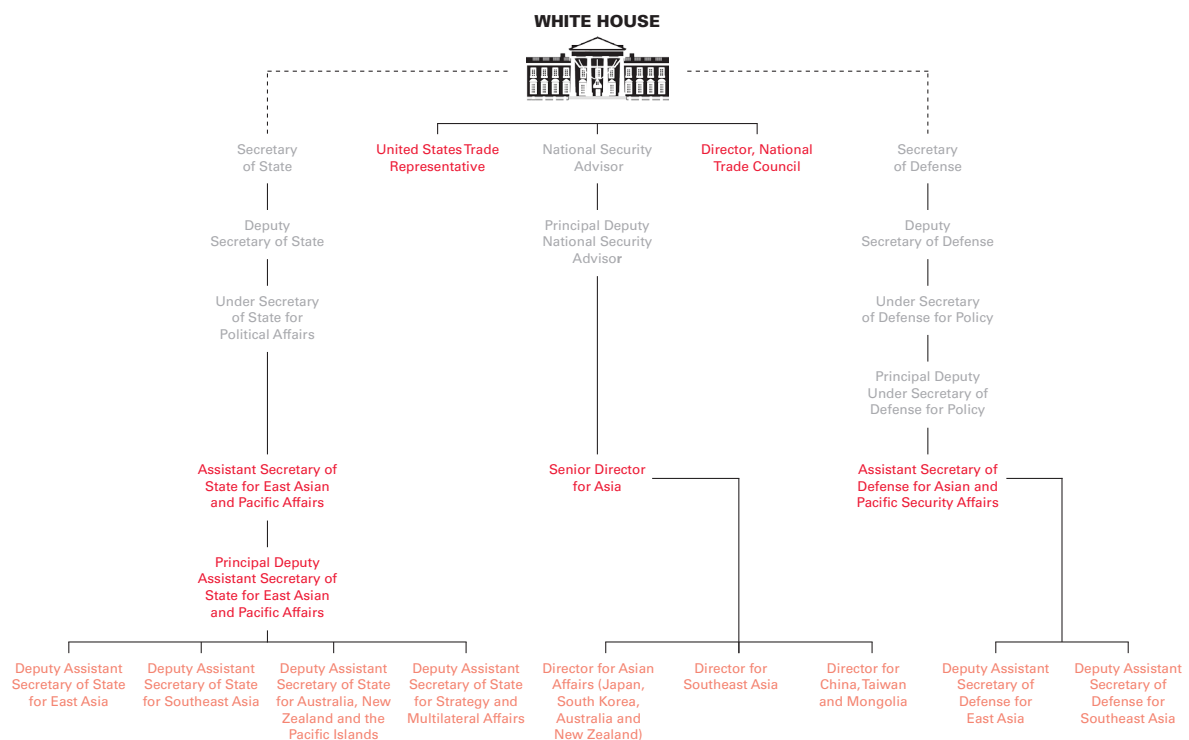 WHITE HOUSE
Secretary
of State
United States Trade
Representative
National Security
Advisor
Director, National
Trade Council
Secretary
of Defense
Deputy
Secretary of State
Principal Deputy
National Security
Advisor
Deputy
Secretary of Defense
Under Secretary
of State for
Political Affairs
Under Secretary
of Defense for Policy
Principal Deputy
Under Secretary of
Defense for Policy
Assistant Secretary of
State for East Asian
and Pacific Affairs
Senior Director
for Asia
Assistant Secretary of
Defense for Asian and
Pacific Security Affairs
Principal Deputy
Assistant Secretary of
State for East Asian
and Pacific Affairs
Deputy Assistant
Secretary of State
for East Asia
Deputy Assistant
Secretary of State
for Southeast Asia
Deputy Assistant
Secretary of State
for Australia, New
Zealand and the
Pacific Islands
Deputy Assistant
Secretary of State
for Strategy and
Multilateral Affairs
Director for Asian
Affairs (Japan,
South Korea,
Australia and
New Zealand)
Director for
Southeast Asia
Director for
China, Taiwan
and Mongolia
Deputy Assistant
Secretary of
Defense for
East Asia
Deputy Assistant
Secretary of
Defense for
Southeast Asia